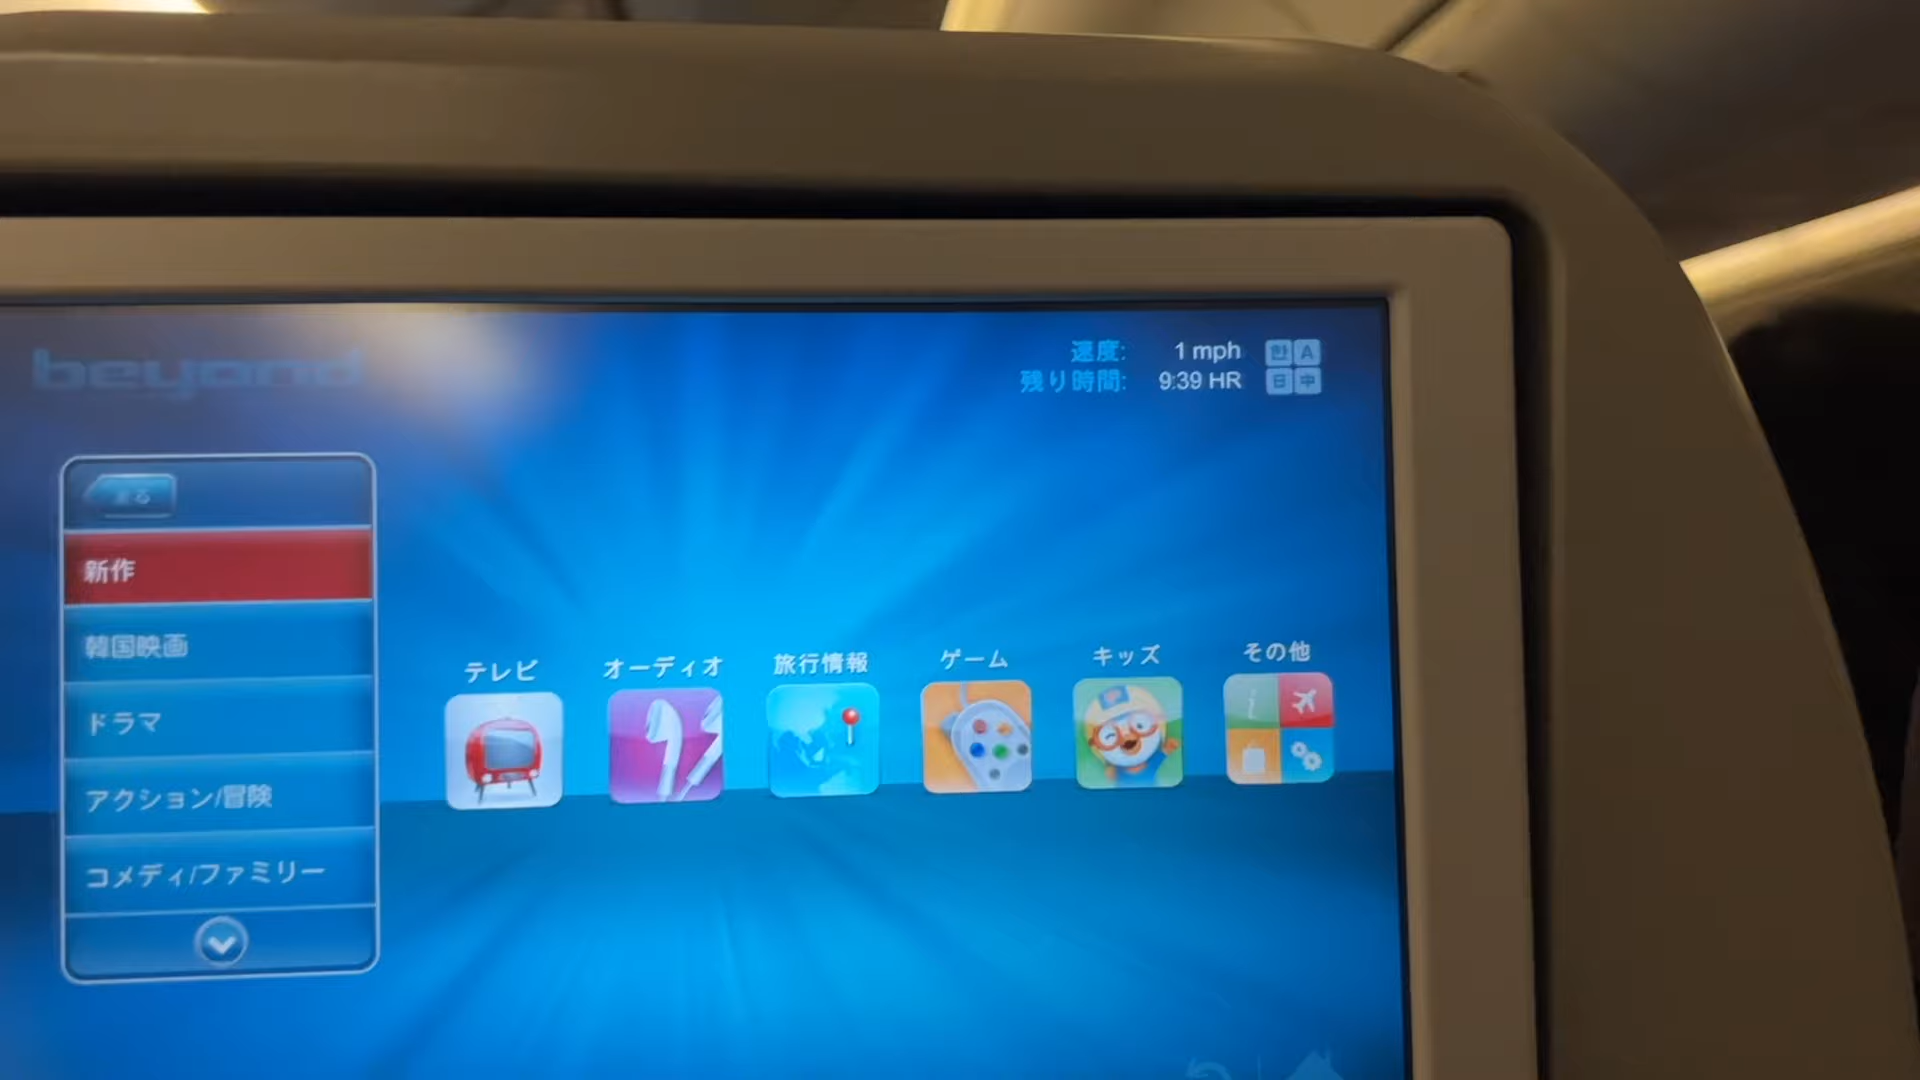 beyond
速度: 1 mph
残り時間: 9:39 HR
한 A
日 中
戻る
新作
韓国映画
ドラマ
アクション/冒険
コメディ/ファミリー
テレビ
オーディオ
旅行情報
ゲーム
キッズ
その他